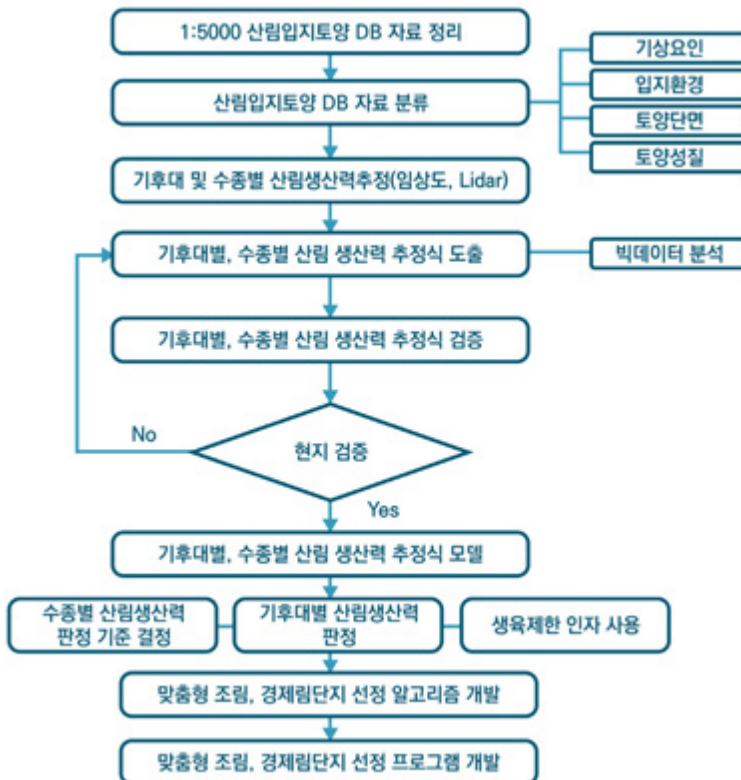 1:5000 산림입지토양 DB 자료 정리
산림입지토양 DB 자료 분류
기상요인
입지환경
토양단면
토양성질
기후대 및 수종별 산림생산력추정(임상도, Lidar)
기후대별, 수종별 산림 생산력 추정식 도출
빅데이터 분석
기후대별, 수종별 산림 생산력 추정식 검증
현지 검증
No
Yes
기후대별, 수종별 산림 생산력 추정식 모델
수종별 산림생산력
판정 기준 결정
기후대별 산림생산력
판정
생육제한 인자 사용
맞춤형 조림, 경제림단지 선정 알고리즘 개발
맞춤형 조림, 경제림단지 선정 프로그램 개발